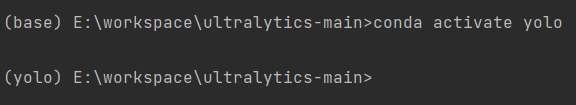 (base) E:\workspace\ultralytics-main>conda activate yolo
(yolo) E:\workspace\ultralytics-main>